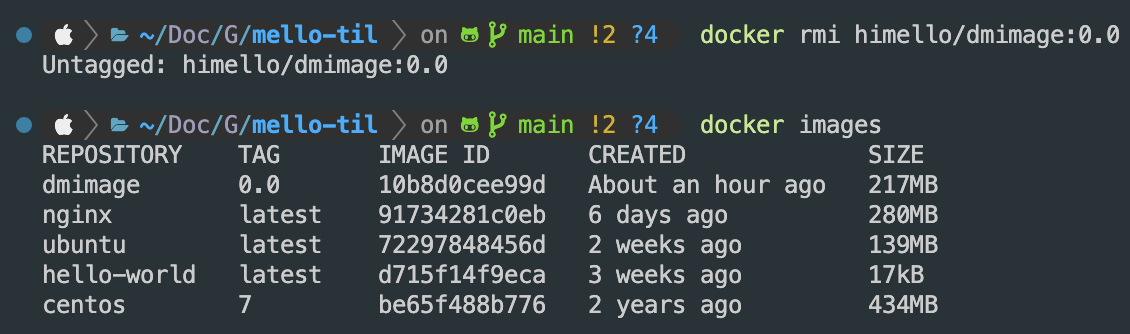 ~/Doc/G/mello-til on main !2 ?4 docker rmi himello/dmimage:0.0
Untagged: himello/dmimage:0.0
~/Doc/G/mello-til on main !2 ?4 docker images
REPOSITORY TAG IMAGE ID CREATED SIZE
dmimage 0.0 10b8d0cee99d About an hour ago 217MB
nginx latest 91734281c0eb 6 days ago 280MB
ubuntu latest 72297848456d 2 weeks ago 139MB
hello-world latest d715f14f9eca 3 weeks ago 17kB
centos 7 be65f488b776 2 years ago 434MB